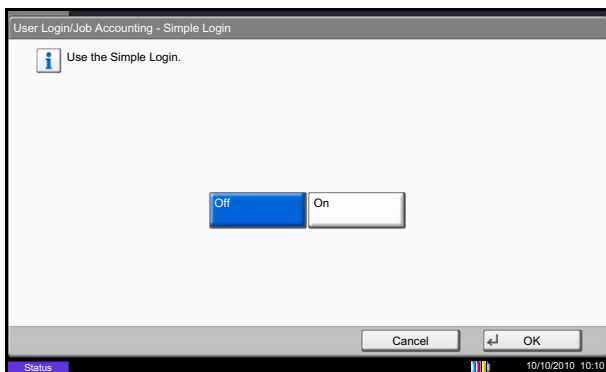 User Login/Job Accounting - Simple Login
Use the Simple Login.
Off
On
Cancel
OK
Status
10/10/2010 10:10